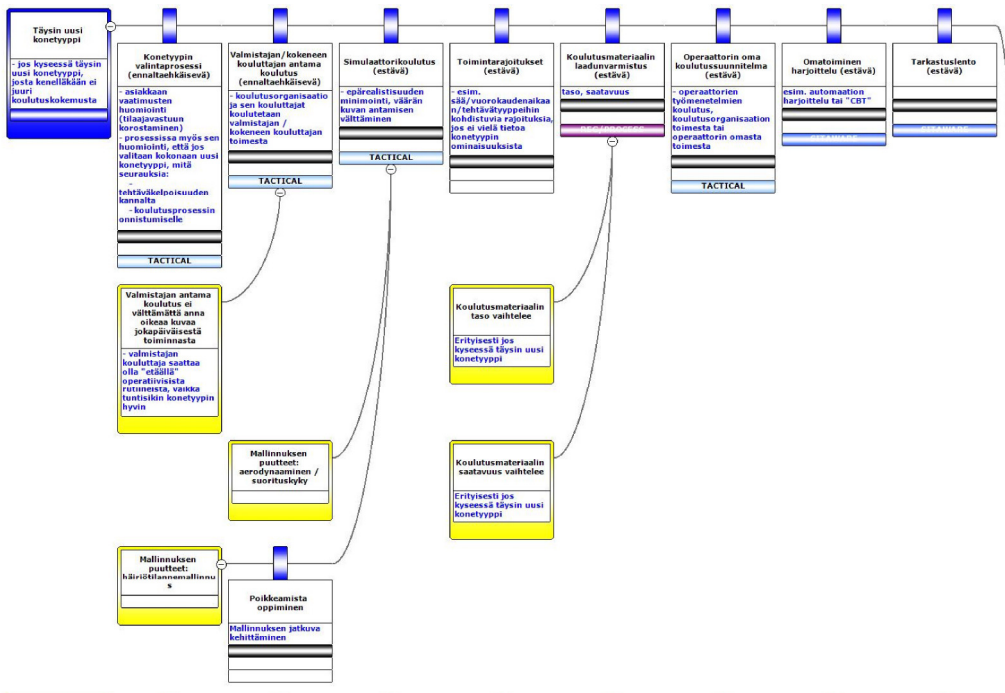 Täysin uusi
konetyyppi
- jos kyseessä täysin
uusi konetyyppi,
josta kenelläkään ei
juuri
koulutuskokemusta
Konetyypin
valintaprosessi
(ennaltaehkäisevä)
- asiakkaan
vaatimusten
huomiointi
(tilaajavastuun
korostaminen)
- prosessissa myös sen
huomiointi, että jos
valitaan kokonaan uusi
konetyyppi, mitä
seurauksia:
-
tehtäväkelpoisuuden
kannalta
- koulutusprosessin
onnistumiselle
TACTICAL
Valmistajan/kokeneen
kouluttajan antama
koulutus
(ennaltaehkäisevä)
- koulutusorganisaatio
ja sen kouluttajat
koulutetaan
valmistajan /
kokeneen kouluttajan
toimesta
TACTICAL
Simulaattorikoulutus
(estävä)
- epärealistisuuden
minimointi, väärän
kuvan antamisen
välttäminen
TACTICAL
Toimintarajoitukset
(estävä)
- esim.
sää/vuorokaudenaikaa
n/tehtävätyyppeihin
kohdistuvia rajoituksia,
jos ei vielä tietoa
konetyypin
ominaisuuksista
Koulutusmateriaalin
laadunvarmistus
(estävä)
taso, saatavuus
Operaattorin oma
koulutussuunnitelma
(estävä)
- operaattorien
työmenetelmien
koulutus,
koulutusorganisaation
toimesta tai
operaattorin omasta
toimesta
TACTICAL
Omatoiminen
harjoittelu (estävä)
esim. automaation
harjoittelu tai "CBT"
Tarkastuslento
(estävä)
Valmistajan antama
koulutus ei
välttämättä anna
oikeaa kuvaa
jokapäiväisestä
toiminnasta
- valmistajan
kouluttaja saattaa
olla "etäällä"
operatiivisista
rutiineista, vaikka
tuntisikin konetyypin
hyvin
Koulutusmateriaalin
taso vaihtelee
Erityisesti jos
kyseessä täysin uusi
konetyyppi
Mallinnuksen
puutteet:
aerodynaaminen /
suorituskyky
Koulutusmateriaalin
saatavuus vaihtelee
Erityisesti jos
kyseessä täysin uusi
konetyyppi
Mallinnuksen
puutteet:
häiriötilannemallinnu
s
Poikkeamista
oppiminen
Mallinnuksen jatkuva
kehittäminen